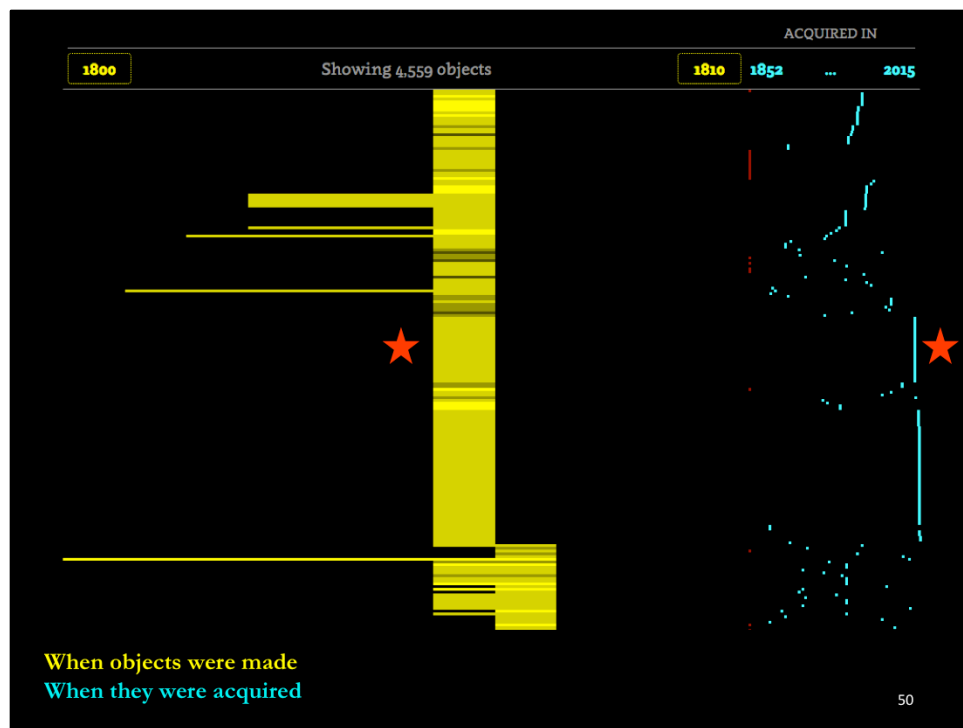 ACQUIRED IN
1800 Showing 4,559 objects 1810 1852 ... 2015
When objects were made
When they were acquired
50